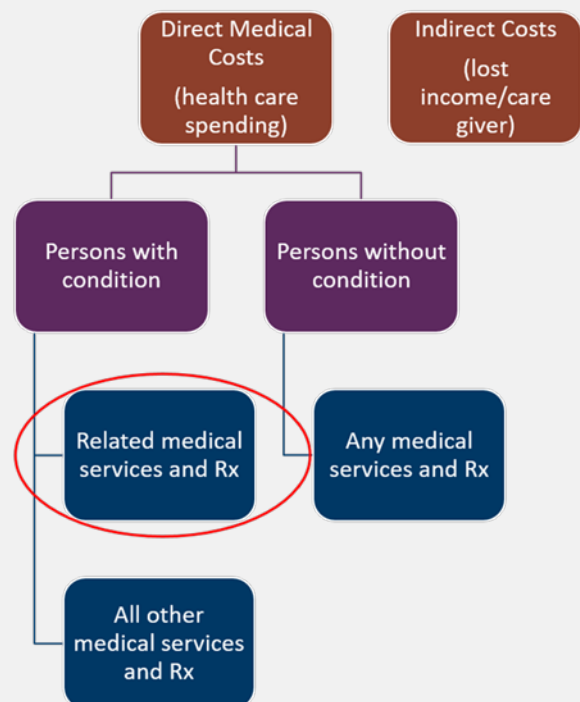 Direct Medical
Costs
(health care
spending)
Indirect Costs
(lost
income/care
giver)
Persons with
condition
Persons without
condition
Related medical
services and Rx
Any medical
services and Rx
All other
medical services
and Rx